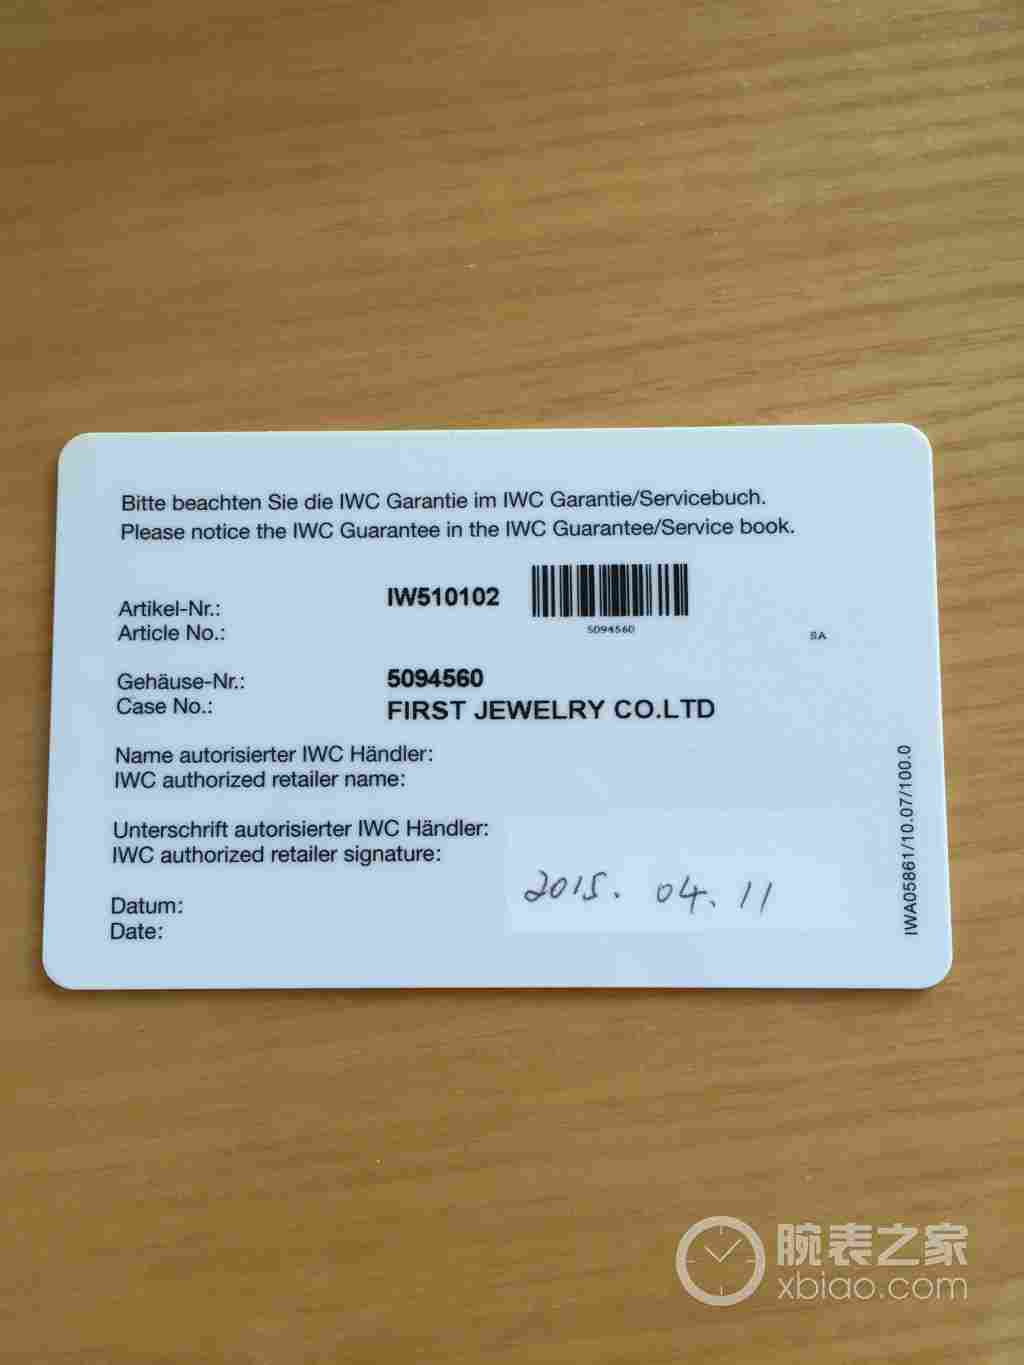 Bitte beachten Sie die IWC Garantie im IWC Garantie/Servicebuch.
Please notice the IWC Guarantee in the IWC Guarantee/Service book.
Artikel-Nr.:
Article No.:
IW510102
5094560
SA
Gehäuse-Nr.:
Case No.:
5094560
FIRST JEWELRY CO.LTD
Name autorisierter IWC Händler:
IWC authorized retailer name:
Unterschrift autorisierter IWC Händler:
IWC authorized retailer signature:
Datum:
Date:
2015. 04. 11
IWA05861/10.07/100.0
腕表之家
xbiao.com